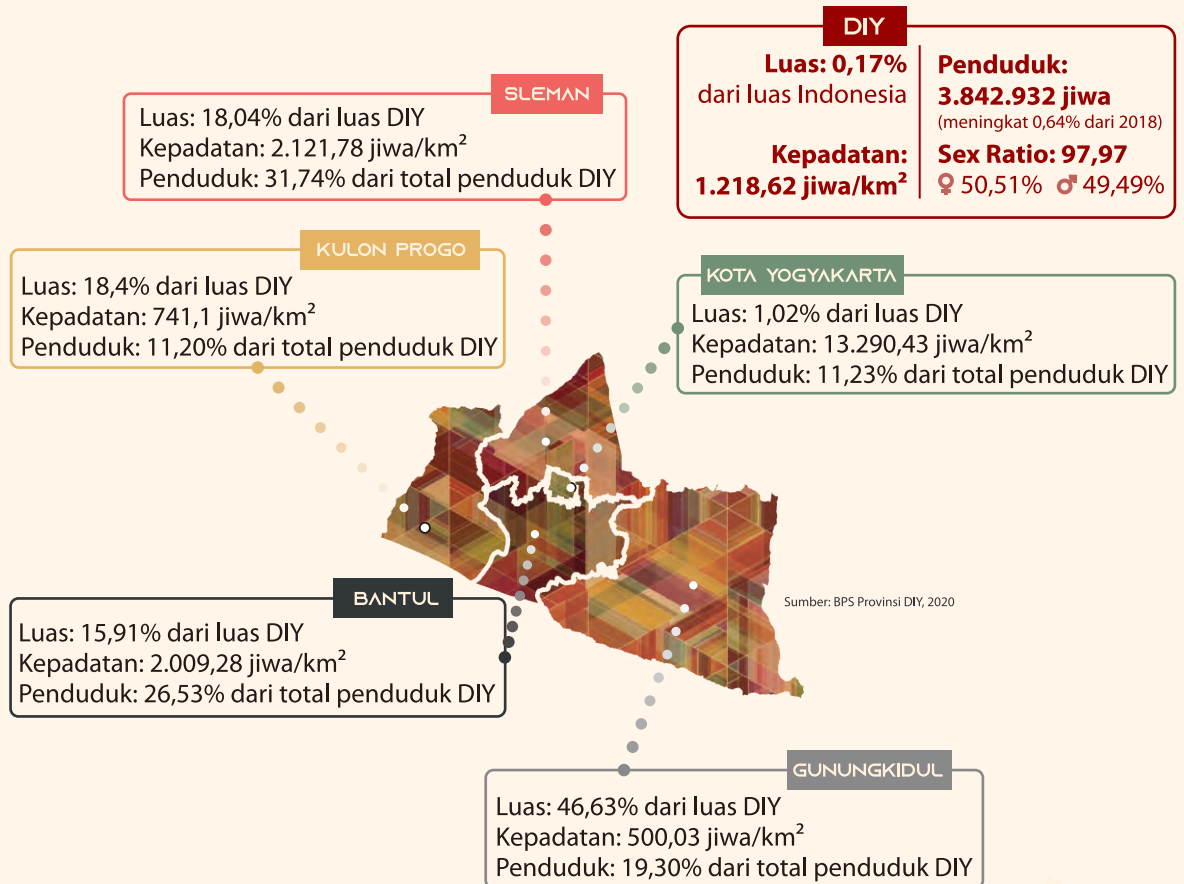 DIY
Luas: 0,17%
dari luas Indonesia
Kepadatan:
1.218,62 jiwa/km²
Penduduk:
3.842.932 jiwa
(meningkat 0,64% dari 2018)
Sex Ratio: 97,97
♀ 50,51% ♂ 49,49%
SLEMAN
Luas: 18,04% dari luas DIY
Kepadatan: 2.121,78 jiwa/km²
Penduduk: 31,74% dari total penduduk DIY
KULON PROGO
Luas: 18,4% dari luas DIY
Kepadatan: 741,1 jiwa/km²
Penduduk: 11,20% dari total penduduk DIY
KOTA YOGYAKARTA
Luas: 1,02% dari luas DIY
Kepadatan: 13.290,43 jiwa/km²
Penduduk: 11,23% dari total penduduk DIY
BANTUL
Luas: 15,91% dari luas DIY
Kepadatan: 2.009,28 jiwa/km²
Penduduk: 26,53% dari total penduduk DIY
Sumber: BPS Provinsi DIY, 2020
GUNUNGKIDUL
Luas: 46,63% dari luas DIY
Kepadatan: 500,03 jiwa/km²
Penduduk: 19,30% dari total penduduk DIY